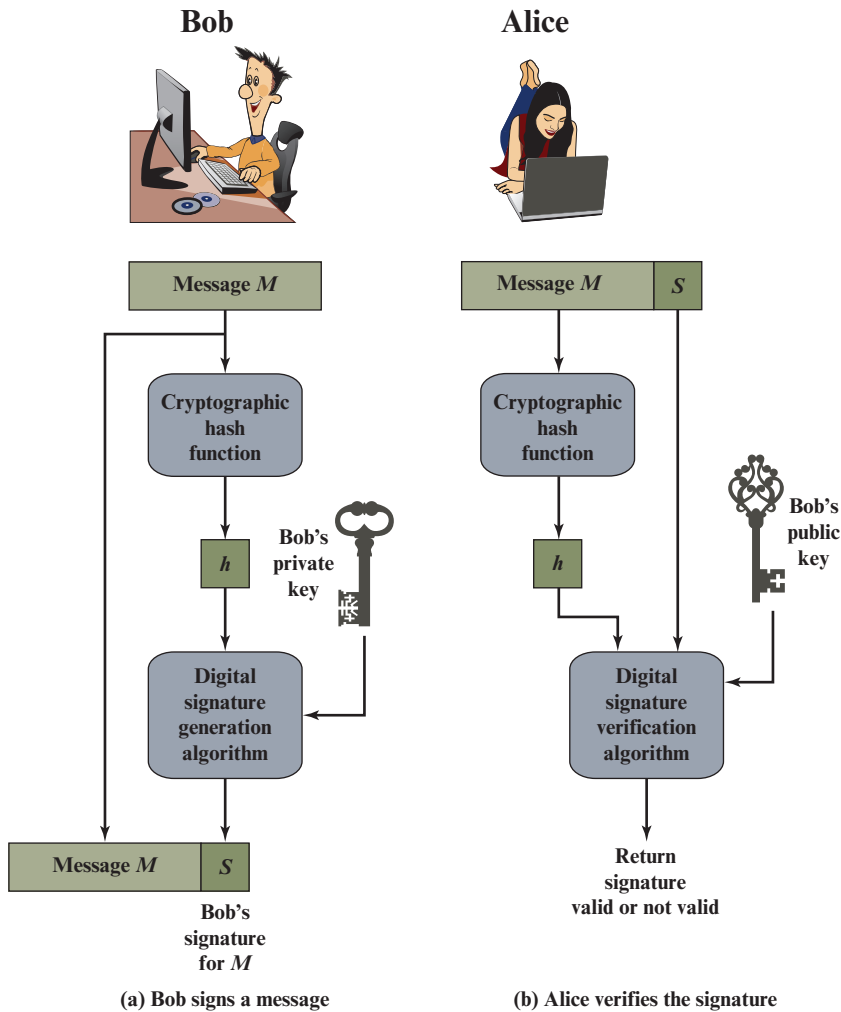 Bob
Alice
Message M
Cryptographic
hash
function
h
Bob’s
private
key
Digital
signature
generation
algorithm
Message M
S
Bob’s
signature
for M
(a) Bob signs a message
Message M
S
Cryptographic
hash
function
h
Bob’s
public
key
Digital
signature
verification
algorithm
Return
signature
valid or not valid
(b) Alice verifies the signature